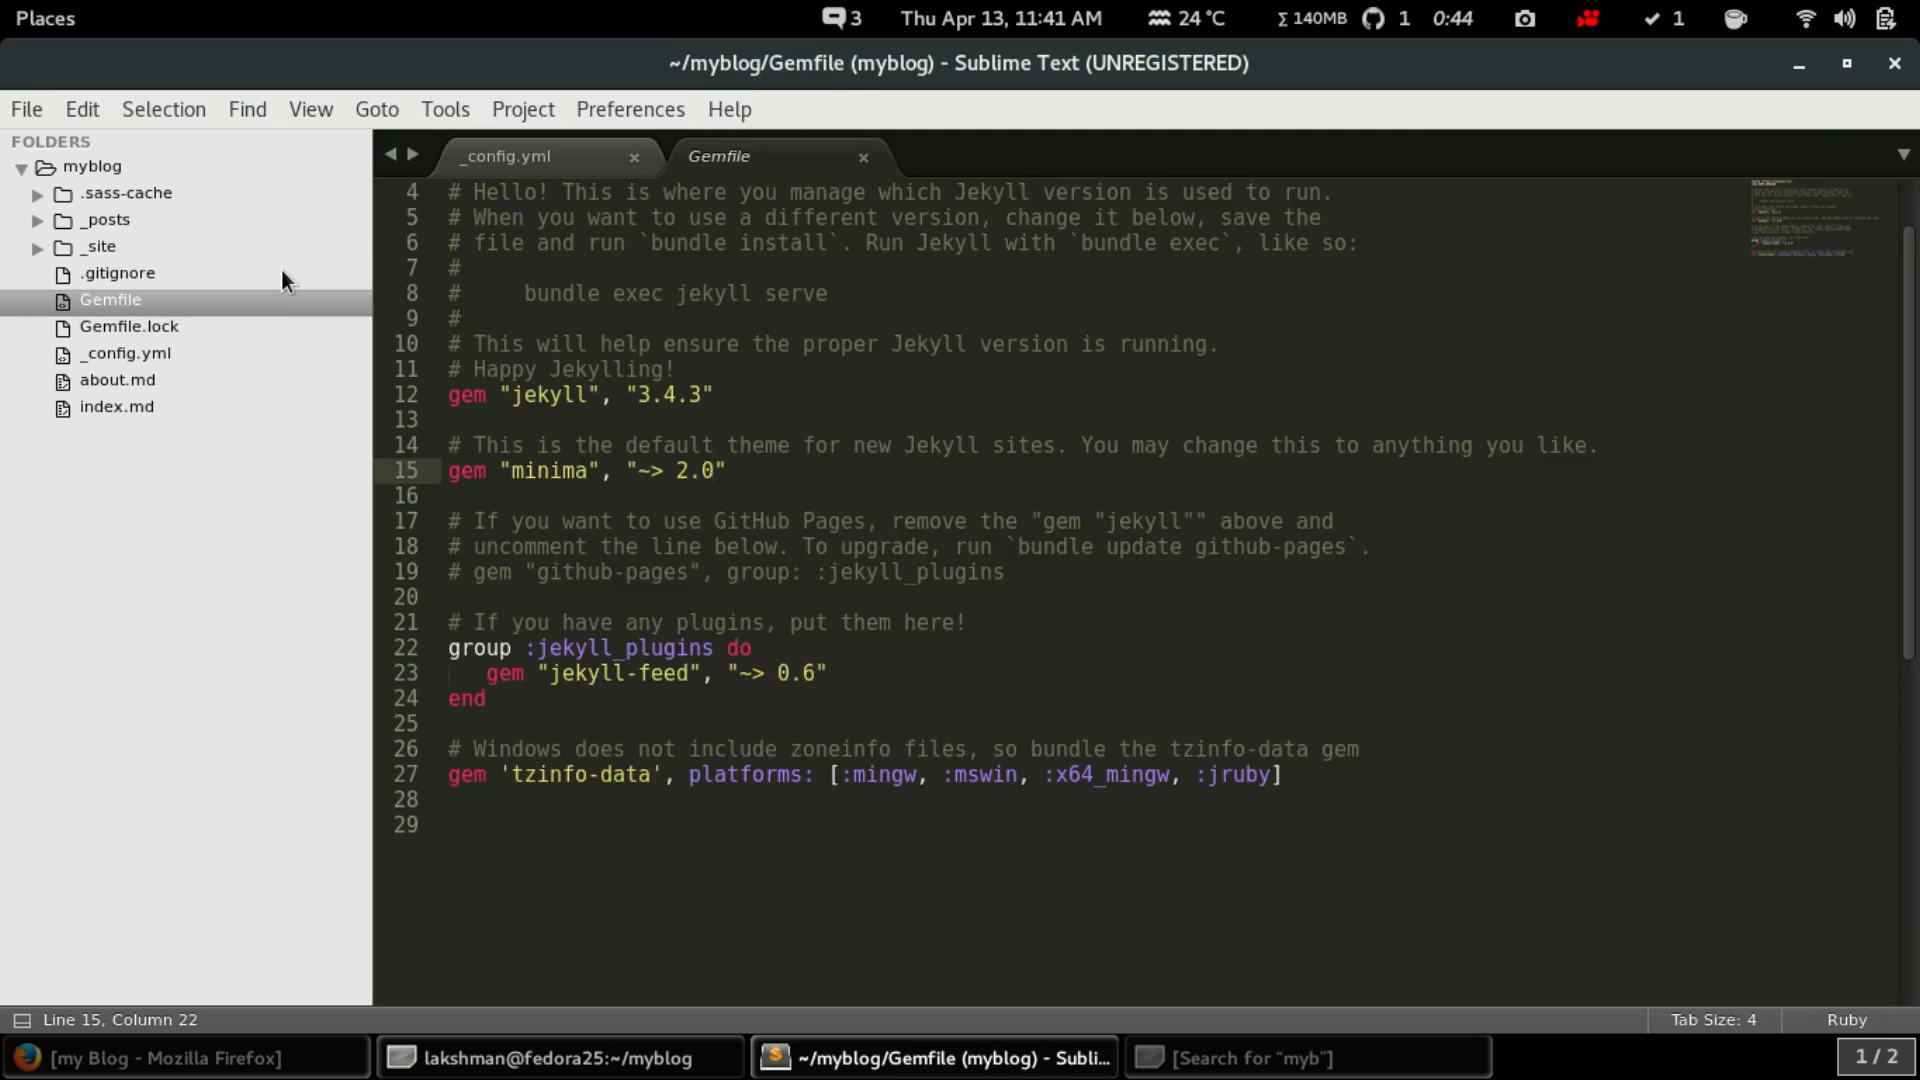 Places
3
Thu Apr 13, 11:41 AM
24 °C
Σ 140MB
1
0:44
1
~/myblog/Gemfile (myblog) - Sublime Text (UNREGISTERED)
File Edit Selection Find View Goto Tools Project Preferences Help
FOLDERS
myblog
.sass-cache
_posts
_site
.gitignore
Gemfile
Gemfile.lock
_config.yml
about.md
index.md
_config.yml
Gemfile
4 # Hello! This is where you manage which Jekyll version is used to run.
5 # When you want to use a different version, change it below, save the
6 # file and run `bundle install`. Run Jekyll with `bundle exec`, like so:
7 #
8 #     bundle exec jekyll serve
9 #
10 # This will help ensure the proper Jekyll version is running.
11 # Happy Jekylling!
12 gem "jekyll", "3.4.3"
13
14 # This is the default theme for new Jekyll sites. You may change this to anything you like.
15 gem "minima", "~> 2.0"
16
17 # If you want to use GitHub Pages, remove the "gem "jekyll"" above and
18 # uncomment the line below. To upgrade, run `bundle update github-pages`.
19 # gem "github-pages", group: :jekyll_plugins
20
21 # If you have any plugins, put them here!
22 group :jekyll_plugins do
23    gem "jekyll-feed", "~> 0.6"
24 end
25
26 # Windows does not include zoneinfo files, so bundle the tzinfo-data gem
27 gem 'tzinfo-data', platforms: [:mingw, :mswin, :x64_mingw, :jruby]
28
29
Line 15, Column 22
Tab Size: 4
Ruby
[my Blog - Mozilla Firefox]
lakshman@fedora25:~/myblog
~/myblog/Gemfile (myblog) - Subli...
[Search for “myb”]
1 / 2